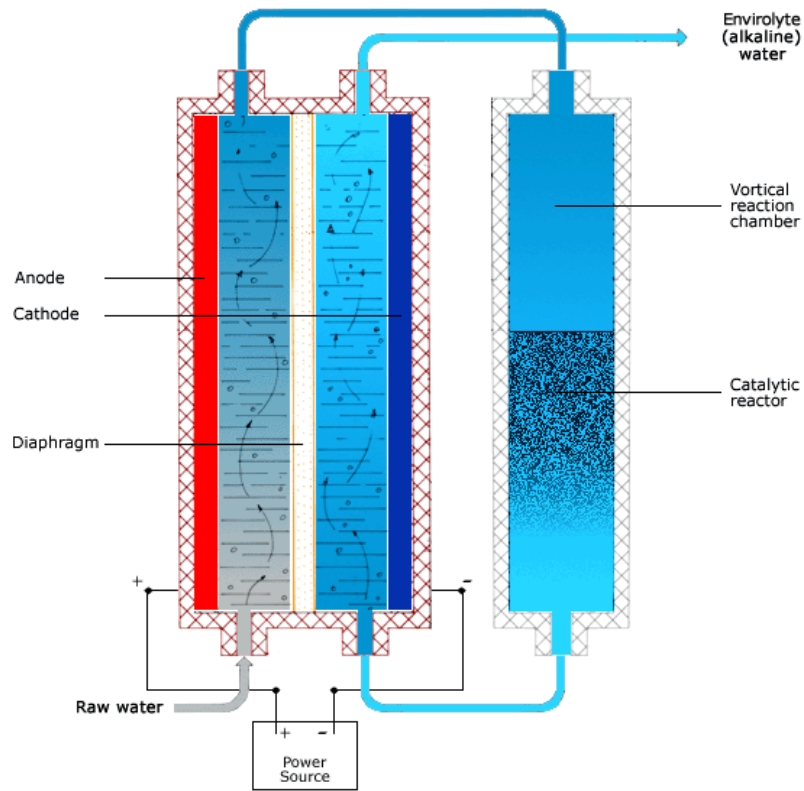 Envirolyte
(alkaline)
water
Vortical
reaction
chamber
Anode
Cathode
Catalytic
reactor
Diaphragm
+
-
Raw water
+ -
Power
Source